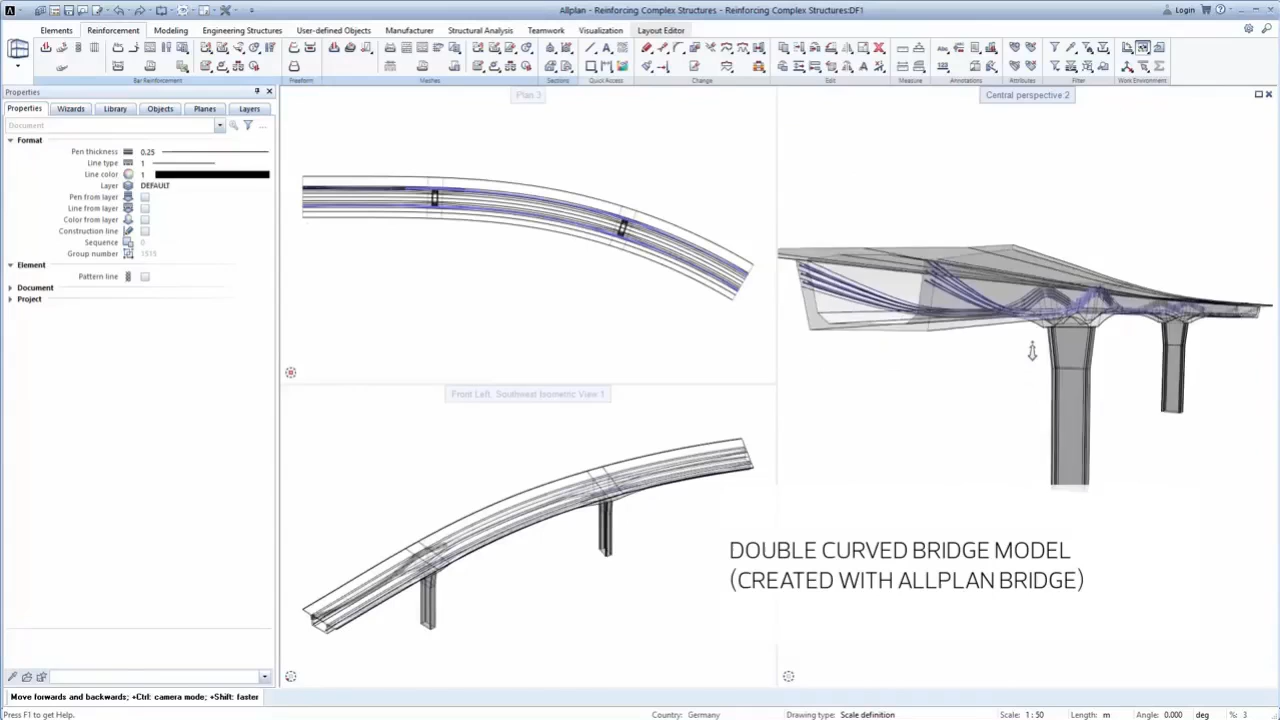 Allplan - Reinforcing Complex Structures - Reinforcing Complex Structures:DF1
Login
Elements Reinforcement Modeling Engineering Structures User-defined Objects Manufacturer Structural Analysis Teamwork Visualization Layout Editor
Bar Reinforcement Freeform Meshes Sections Quick Access Change Edit Measure Annotations Attributes Filter Work Environment
Properties
Properties Wizards Library Objects Planes Layers
Document
Format
Pen thickness 0.25
Line type 1
Line color 1
Layer DEFAULT
Pen from layer
Line from layer
Color from layer
Construction line
Sequence 0
Group number 1515
Element
Pattern line
Document
Project
Plan 3
Central perspective:2
Front Left, Southwest Isometric View 1
DOUBLE CURVED BRIDGE MODEL
(CREATED WITH ALLPLAN BRIDGE)
Move forwards and backwards; +Ctrl: camera mode; +Shift: faster
Press F1 to get Help.
Country: Germany
Drawing type: Scale definition
Scale: 1 : 50
Length: m
Angle: 0.000 deg
%: 3